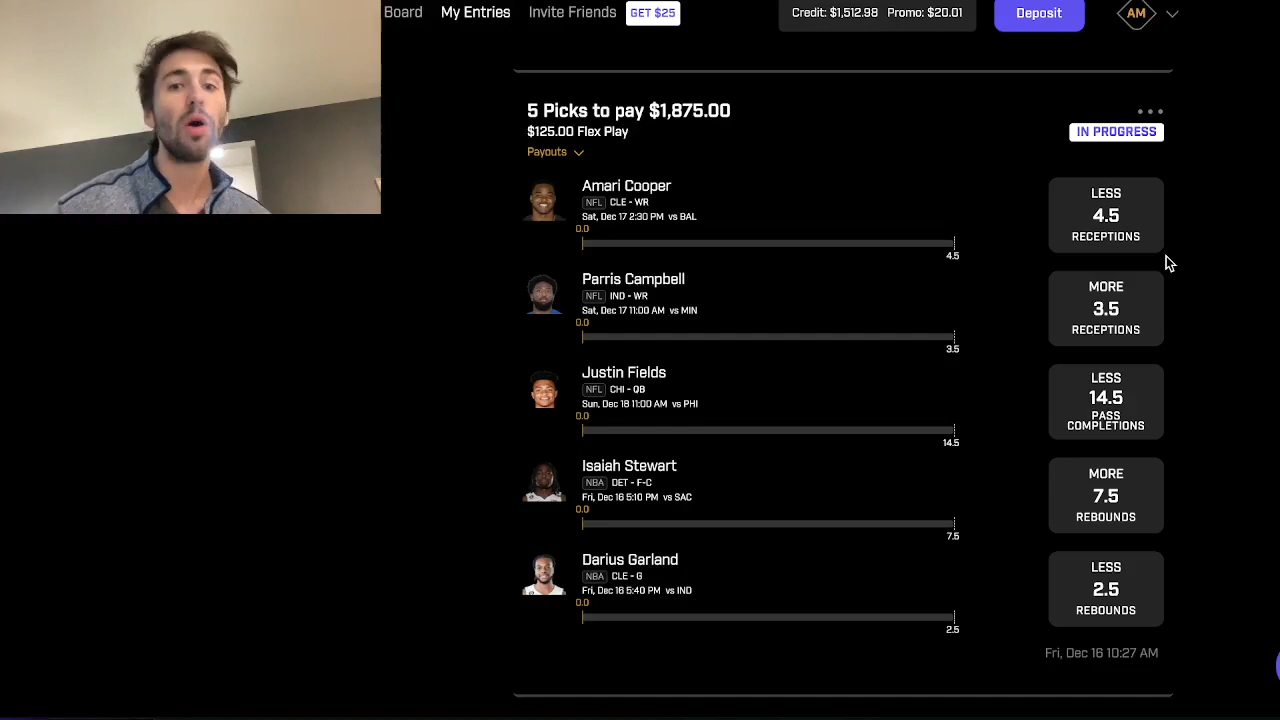 Board My Entries Invite Friends GET $25 Credit: $1,512.98 Promo: $20.01 Deposit AM
5 Picks to pay $1,875.00
$125.00 Flex Play
IN PROGRESS
Payouts
Amari Cooper
NFL CLE - WR
Sat, Dec 17 2:30 PM vs BAL
0.0
4.5
LESS
4.5
RECEPTIONS
Parris Campbell
NFL IND - WR
Sat, Dec 17 11:00 AM vs MIN
0.0
3.5
MORE
3.5
RECEPTIONS
Justin Fields
NFL CHI - QB
Sun, Dec 18 11:00 AM vs PHI
0.0
14.5
LESS
14.5
PASS
COMPLETIONS
Isaiah Stewart
NBA DET - F-C
Fri, Dec 16 5:10 PM vs SAC
0.0
7.5
MORE
7.5
REBOUNDS
Darius Garland
NBA CLE - G
Fri, Dec 16 5:40 PM vs IND
0.0
2.5
LESS
2.5
REBOUNDS
Fri, Dec 16 10:27 AM